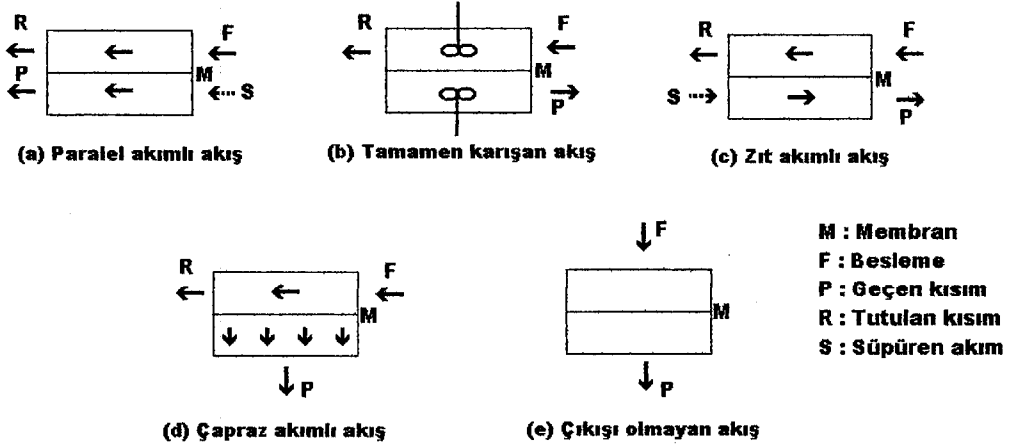 R
F
P
M
S
(a) Paralel akımlı akış
R
F
M
P
(b) Tamamen karışan akış
R
F
M
S
P
(c) Zıt akımlı akış
R
F
M
P
(d) Çapraz akımlı akış
F
M
P
(e) Çıkışı olmayan akış
M : Membran
F : Besleme
P : Geçen kısım
R : Tutulan kısım
S : Süpüren akım